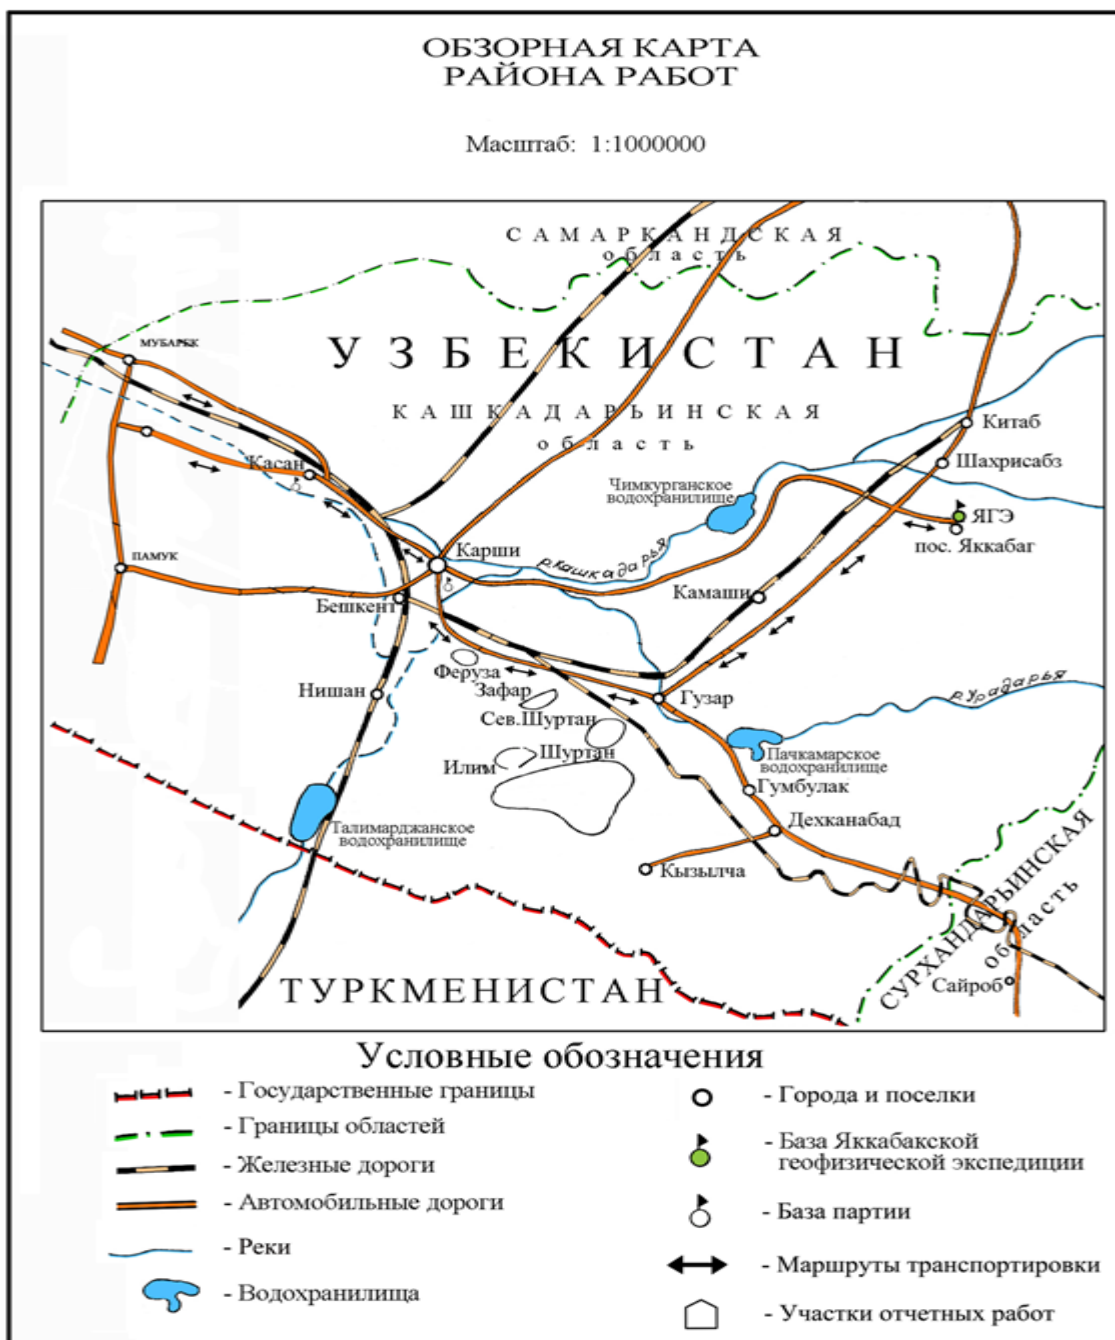 ОБЗОРНАЯ КАРТА
РАЙОНА РАБОТ
Масштаб: 1:1000000
САМАРКАНДСКАЯ
область
УЗБЕКИСТАН
МУБАРЕК
КАШКАДАРЬИНСКАЯ
область
Китаб
Касан
Шахрисабз
Чимкурганское
водохранилище
ЯГЭ
пос. Яккабаг
Карши
р.кашкадарья
ПАМУК
Бешкент
Камаши
Феруза
Нишан
Зафар
Гузар
р.урадарья
Сев.Шуртан
Шуртан
Илим
Пачкамарское
водохранилище
Гумбулак
Талимарджанское
водохранилище
Дехканабад
Кызылча
СУРХАНДАРЬИНСКАЯ
область
Сайроб
ТУРКМЕНИСТАН
Условные обозначения
- Государственные границы
- Границы областей
- Железные дороги
- Автомобильные дороги
- Реки
- Водохранилища
- Города и поселки
- База Яккабакской
геофизической экспедиции
- База партии
- Маршруты транспортировки
- Участки отчетных работ